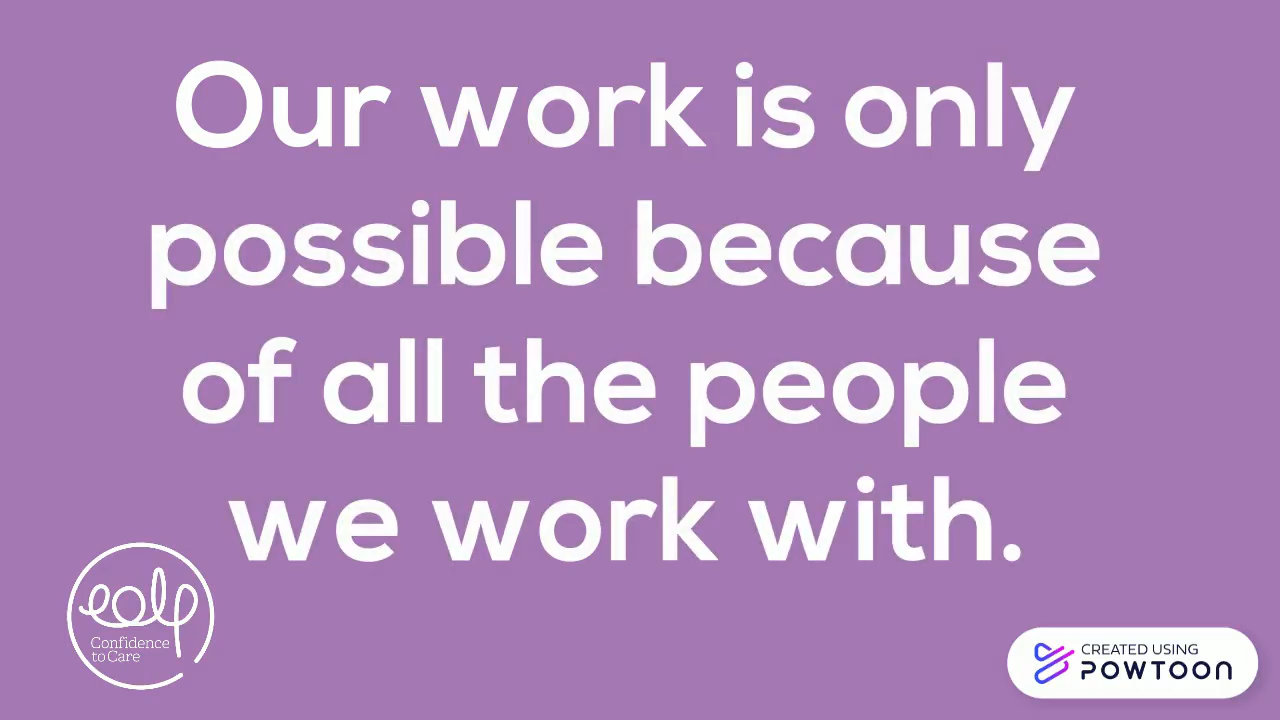 Our work is only
possible because
of all the people
we work with.
eolp
Confidence
to Care
CREATED USING
POWTOON